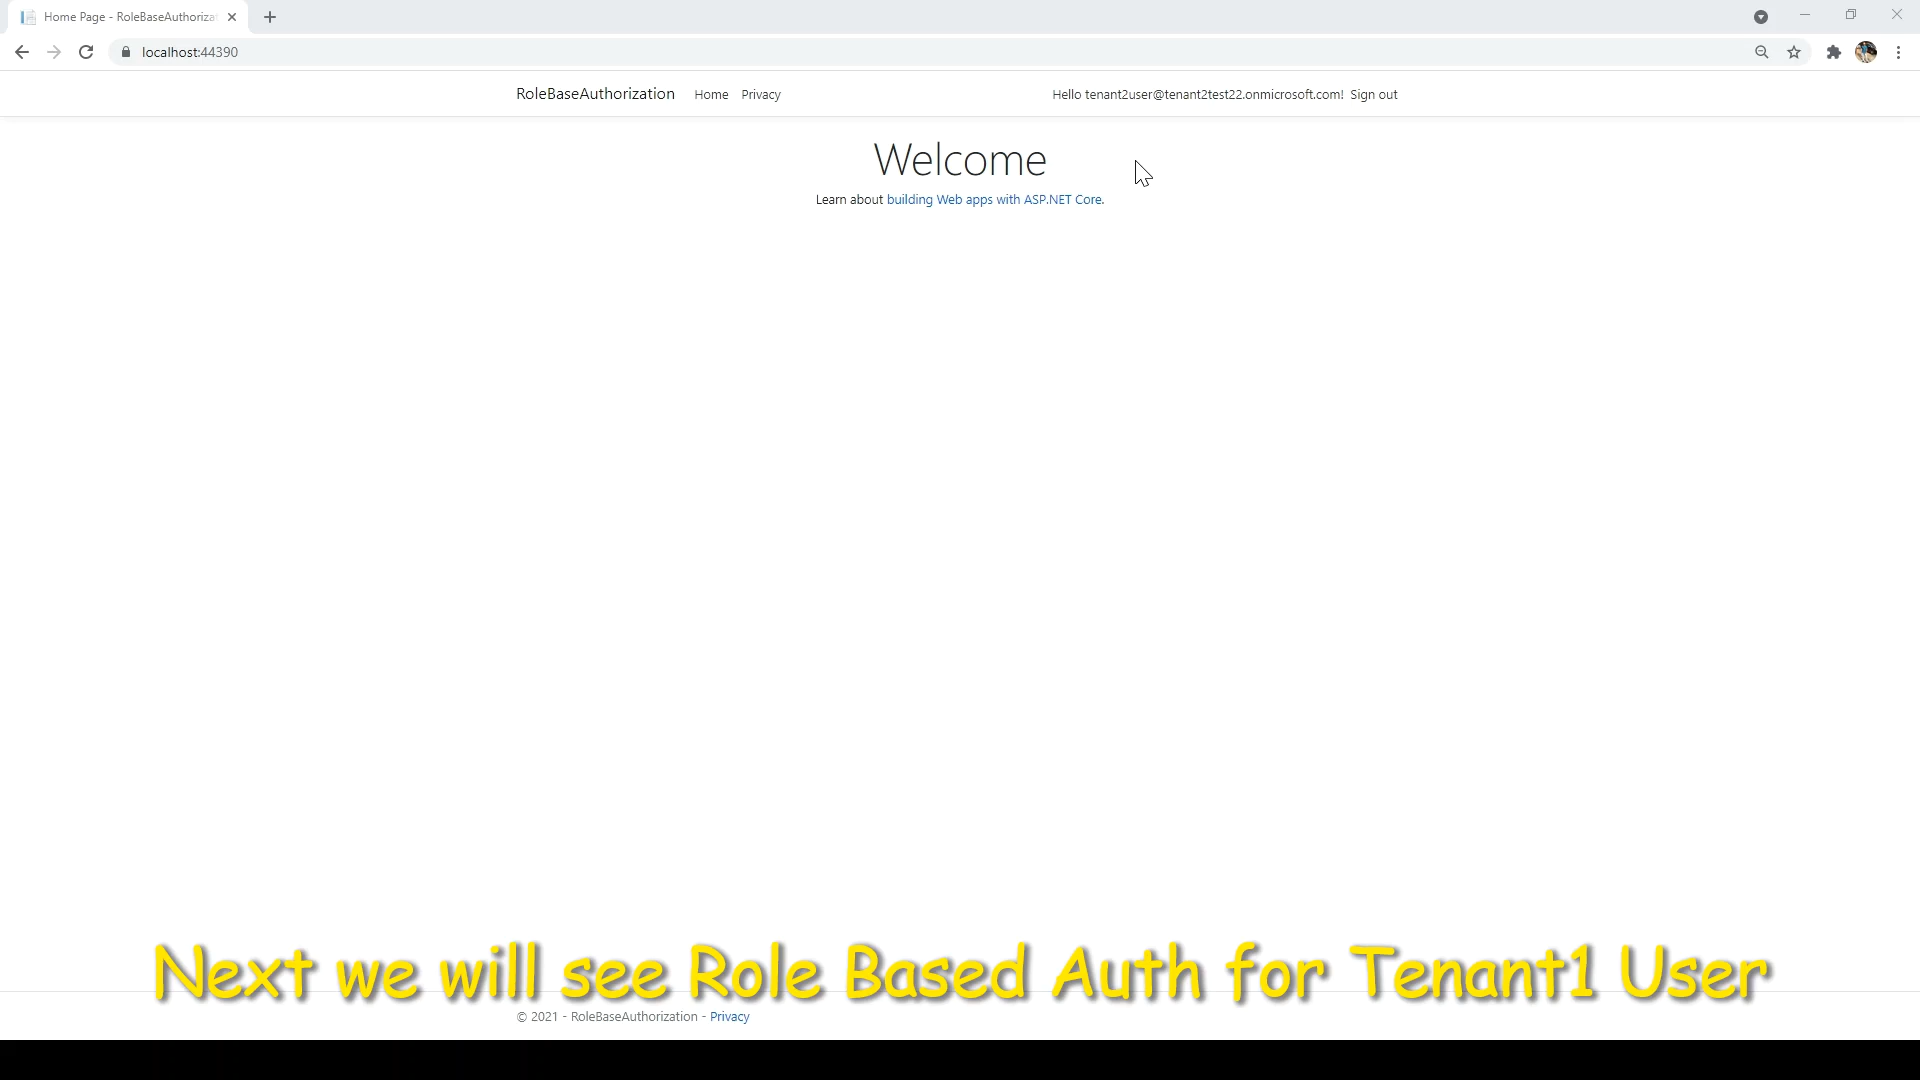 Home Page - RoleBaseAuthoriza
localhost:44390
RoleBaseAuthorization Home Privacy Hello tenant2user@tenant2test22.onmicrosoft.com! Sign out
Welcome
Learn about building Web apps with ASP.NET Core.
Next we will see Role Based Auth for Tenant1 User
© 2021 - RoleBaseAuthorization - Privacy